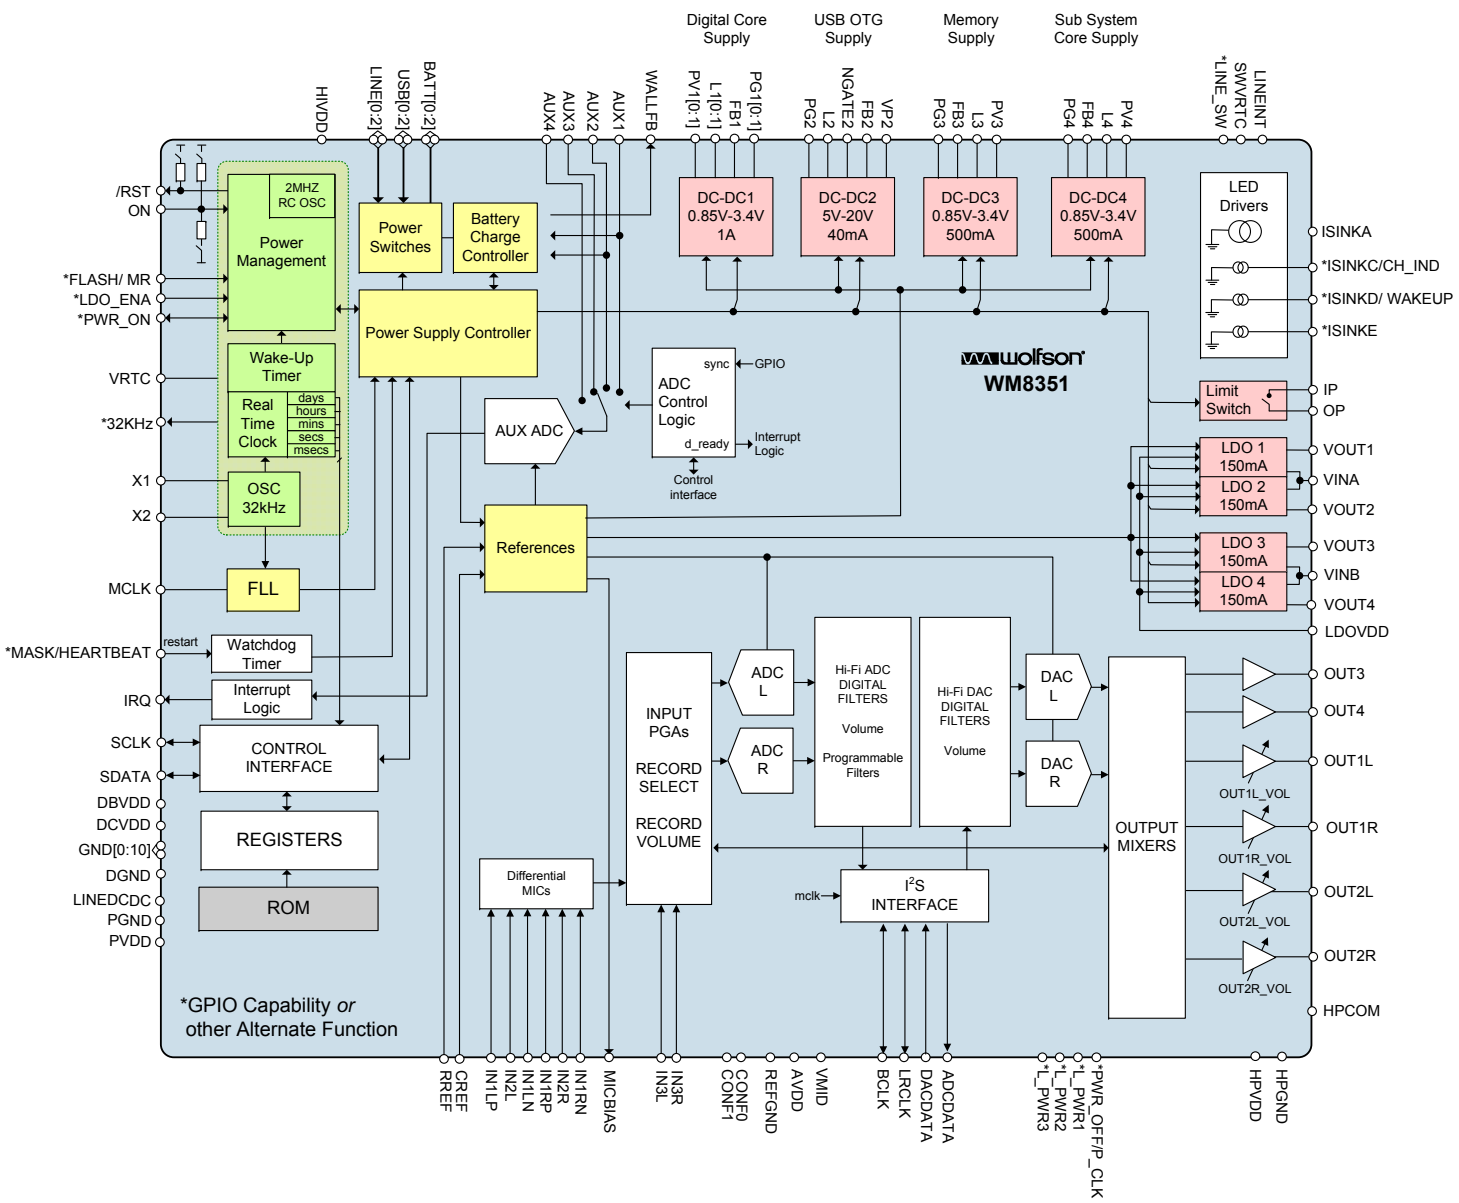 Digital Core
Supply
USB OTG
Supply
Memory
Supply
Sub System
Core Supply
HIVDD
LINE[0:2]
USB[0:2]
BATT[0:2]
AUX4
AUX3
AUX2
AUX1
WALLFB
PV1[0:1]
L1[0:1]
FB1
PG1[0:1]
PG2
L2
NGATE2
FB2
VP2
PG3
FB3
L3
PV3
PG4
FB4
L4
PV4
*LINE_SW
SWVRTC
LINEINT
/RST
ON
*FLASH/ MR
*LDO_ENA
*PWR_ON
VRTC
*32KHz
X1
X2
MCLK
*MASK/HEARTBEAT
IRQ
SCLK
SDATA
DBVDD
DCVDD
GND[0:10]
DGND
LINEDCDC
PGND
PVDD
2MHZ
RC OSC
Power
Management
Wake-Up
Timer
Real
Time
Clock
days
hours
mins
secs
msecs
OSC
32kHz
FLL
restart
Watchdog
Timer
Interrupt
Logic
CONTROL
INTERFACE
REGISTERS
ROM
*GPIO Capability or
other Alternate Function
Power
Switches
Battery
Charge
Controller
Power Supply Controller
AUX ADC
References
sync
GPIO
ADC
Control
Logic
d_ready
Interrupt
Logic
Control
interface
DC-DC1
0.85V-3.4V
1A
DC-DC2
5V-20V
40mA
DC-DC3
0.85V-3.4V
500mA
DC-DC4
0.85V-3.4V
500mA
wolfson
WM8351
LED
Drivers
Limit
Switch
LDO 1
150mA
LDO 2
150mA
LDO 3
150mA
LDO 4
150mA
Differential
MICs
INPUT
PGAs
RECORD
SELECT
RECORD
VOLUME
ADC
L
ADC
R
Hi-Fi ADC
DIGITAL
FILTERS
Volume
Programmable
Filters
Hi-Fi DAC
DIGITAL
FILTERS
Volume
DAC
L
DAC
R
mclk
I2S
INTERFACE
OUTPUT
MIXERS
OUT1L_VOL
OUT1R_VOL
OUT2L_VOL
OUT2R_VOL
ISINKA
*ISINKC/CH_IND
*ISINKD/ WAKEUP
*ISINKE
IP
OP
VOUT1
VINA
VOUT2
VOUT3
VINB
VOUT4
LDOVDD
OUT3
OUT4
OUT1L
OUT1R
OUT2L
OUT2R
HPCOM
RREF
CREF
IN1LP
IN2L
IN1LN
IN1RP
IN2R
IN1RN
MICBIAS
IN3L
IN3R
CONF1
CONF0
REFGND
AVDD
VMID
BCLK
LRCLK
DACDATA
ADCDATA
*L_PWR3
*L_PWR2
*L_PWR1
*PWR_OFF/P_CLK
HPVDD
HPGND